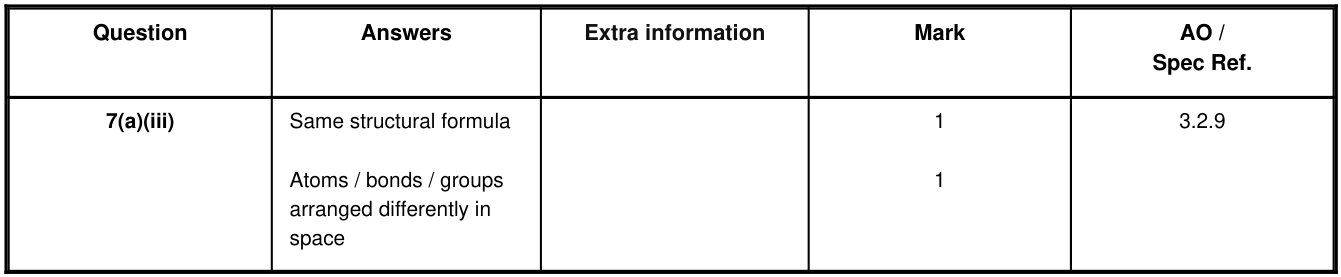 Question Answers Extra information Mark AO /
Spec Ref.
7(a)(iii) Same structural formula 1 3.2.9
Atoms / bonds / groups 1
arranged differently in
space